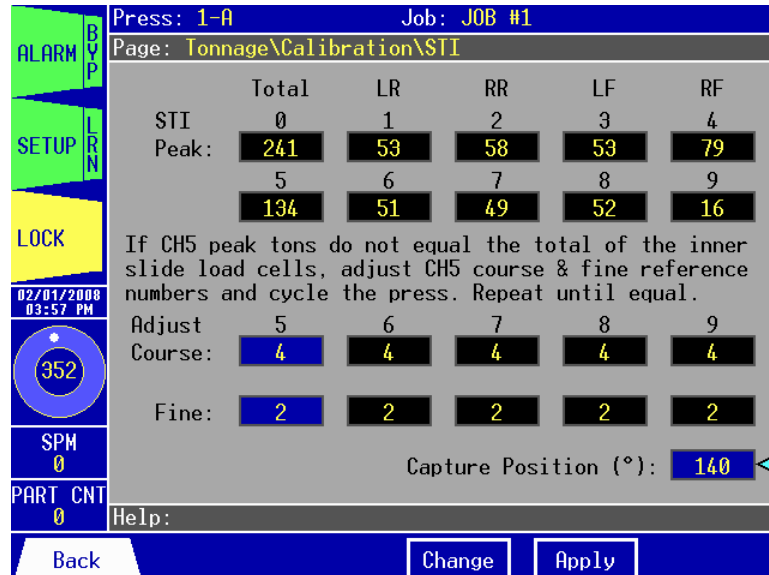 Press: 1-A Job: JOB #1
Page: Tonnage\Calibration\STI
ALARM BYP
SETUP LRN
LOCK
02/01/2008
03:57 PM
352
SPM
0
PART CNT
0
Total LR RR LF RF
STI 0 1 2 3 4
Peak: 241 53 58 53 79
5 6 7 8 9
134 51 49 52 16
If CH5 peak tons do not equal the total of the inner
slide load cells, adjust CH5 course & fine reference
numbers and cycle the press. Repeat until equal.
Adjust 5 6 7 8 9
Course: 4 4 4 4 4
Fine: 2 2 2 2 2
Capture Position (°): 140
Help:
Back Change Apply